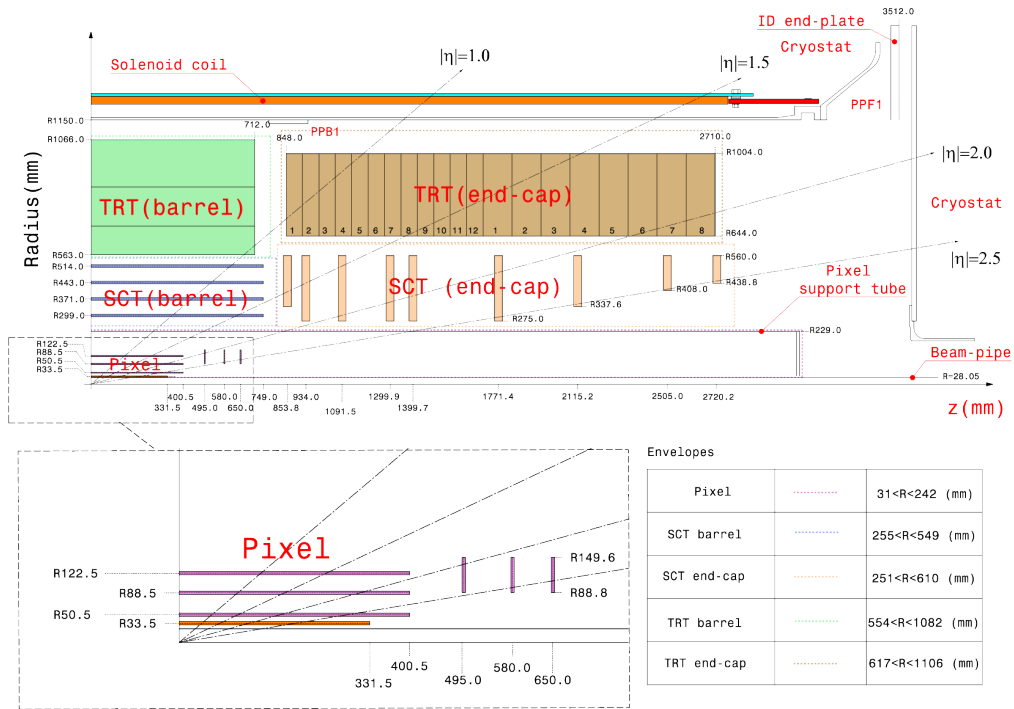 3512.0
ID end-plate
Cryostat
|η|=1.0
|η|=1.5
Solenoid coil
PPF1
R1150.0
PPB1
712.0
848.0
2710.0
R1066.0
R1004.0
|η|=2.0
TRT(barrel)
TRT(end-cap)
Cryostat
Radius(mm)
1 2 3 4 5 6 7 8 9 10 11 12 1 2 3 4 5 6 7 8
R644.0
|η|=2.5
R563.0
R560.0
R514.0
R443.0
R438.8
R408.0
R371.0
R337.6
R299.0
R275.0
SCT(barrel)
SCT (end-cap)
Pixel
support tube
R229.0
R122.5
R88.5
R50.5
R33.5
Pixel
Beam-pipe
R=28.05
400.5 580.0 749.0 934.0 1299.9 1771.4 2115.2 2505.0 2720.2
331.5 495.0 650.0 853.8 1091.5 1399.7
z(mm)
Pixel
R122.5
R88.5
R50.5
R33.5
R149.6
R88.8
400.5 580.0
331.5 495.0 650.0
Envelopes
Pixel 31<R<242 (mm)
SCT barrel 255<R<549 (mm)
SCT end-cap 251<R<610 (mm)
TRT barrel 554<R<1082 (mm)
TRT end-cap 617<R<1106 (mm)